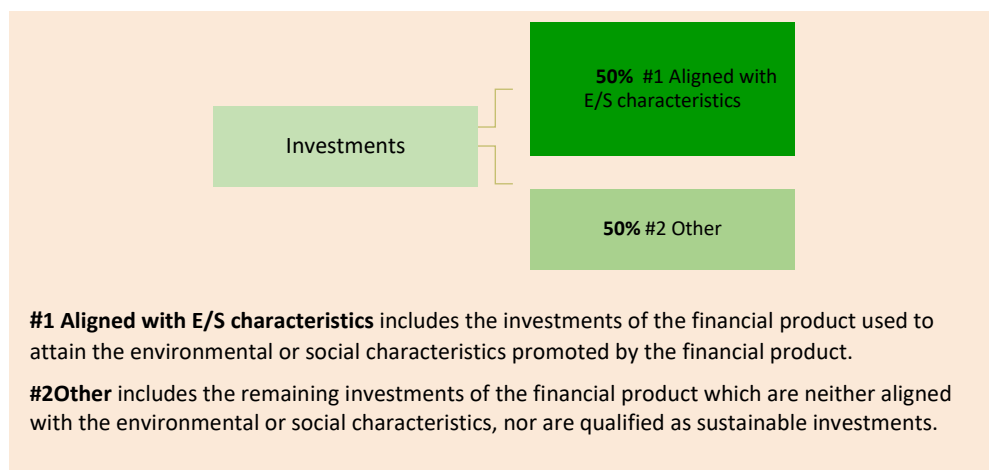 50% #1 Aligned with
E/S characteristics
Investments
50% #2 Other
#1 Aligned with E/S characteristics includes the investments of the financial product used to
attain the environmental or social characteristics promoted by the financial product.
#2Other includes the remaining investments of the financial product which are neither aligned
with the environmental or social characteristics, nor are qualified as sustainable investments.